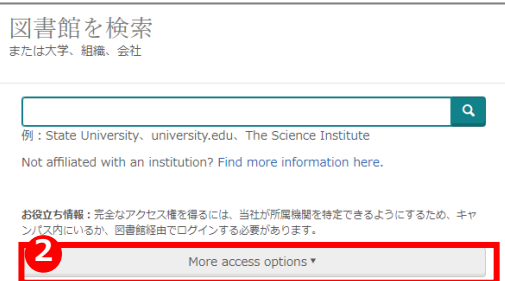 図書館を検索
または大学、組織、会社
例：State University、university.edu、The Science Institute
Not affiliated with an institution? Find more information here.
お役立ち情報：完全なアクセス権を得るには、当社が所属機関を特定できるようにするため、キャ
ンパス内にいるか、図書館経由でログインする必要があります。
2
More access options ▾